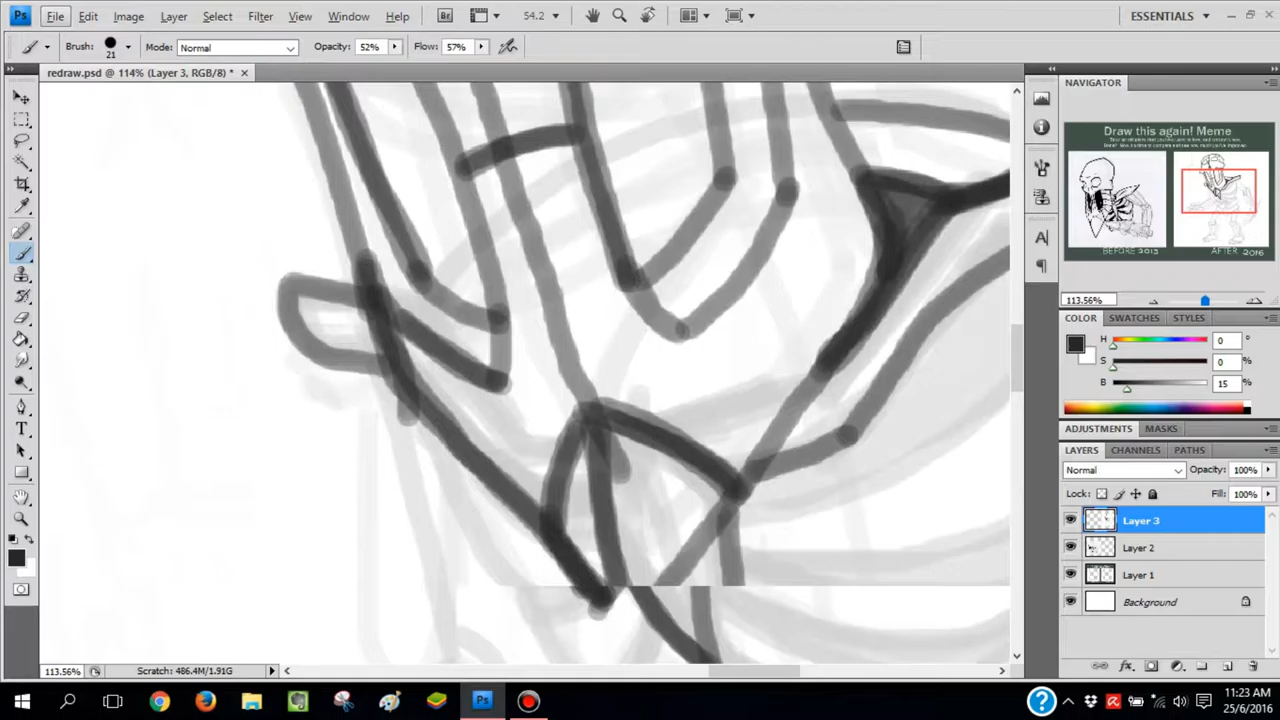 Ps File Edit Image Layer Select Filter View Window Help Br 54.2 ESSENTIALS
Brush: 21 Mode: Normal Opacity: 52% Flow: 57%
redraw.psd @ 114% (Layer 3, RGB/8) *
NAVIGATOR
Draw this again! Meme
BEFORE 2013 AFTER 2016
113.56%
COLOR SWATCHES STYLES
H 0 °
S 0 %
B 15 %
ADJUSTMENTS MASKS
LAYERS CHANNELS PATHS
Normal Opacity: 100%
Lock: Fill: 100%
Layer 3
Layer 2
Layer 1
Background
113.56% Scratch: 486.4M/1.91G
Ps 11:23 AM
25/6/2016